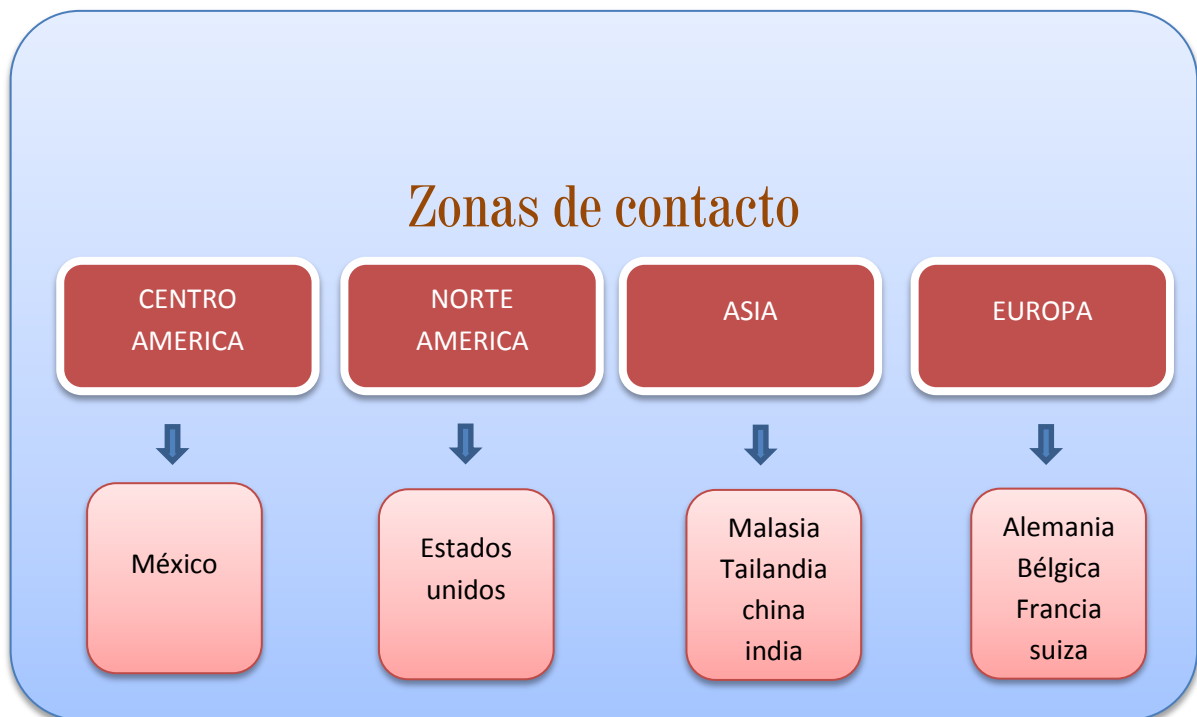 Zonas de contacto
CENTRO
AMERICA
NORTE
AMERICA
ASIA
EUROPA
México
Estados
unidos
Malasia
Tailandia
china
india
Alemania
Bélgica
Francia
suiza